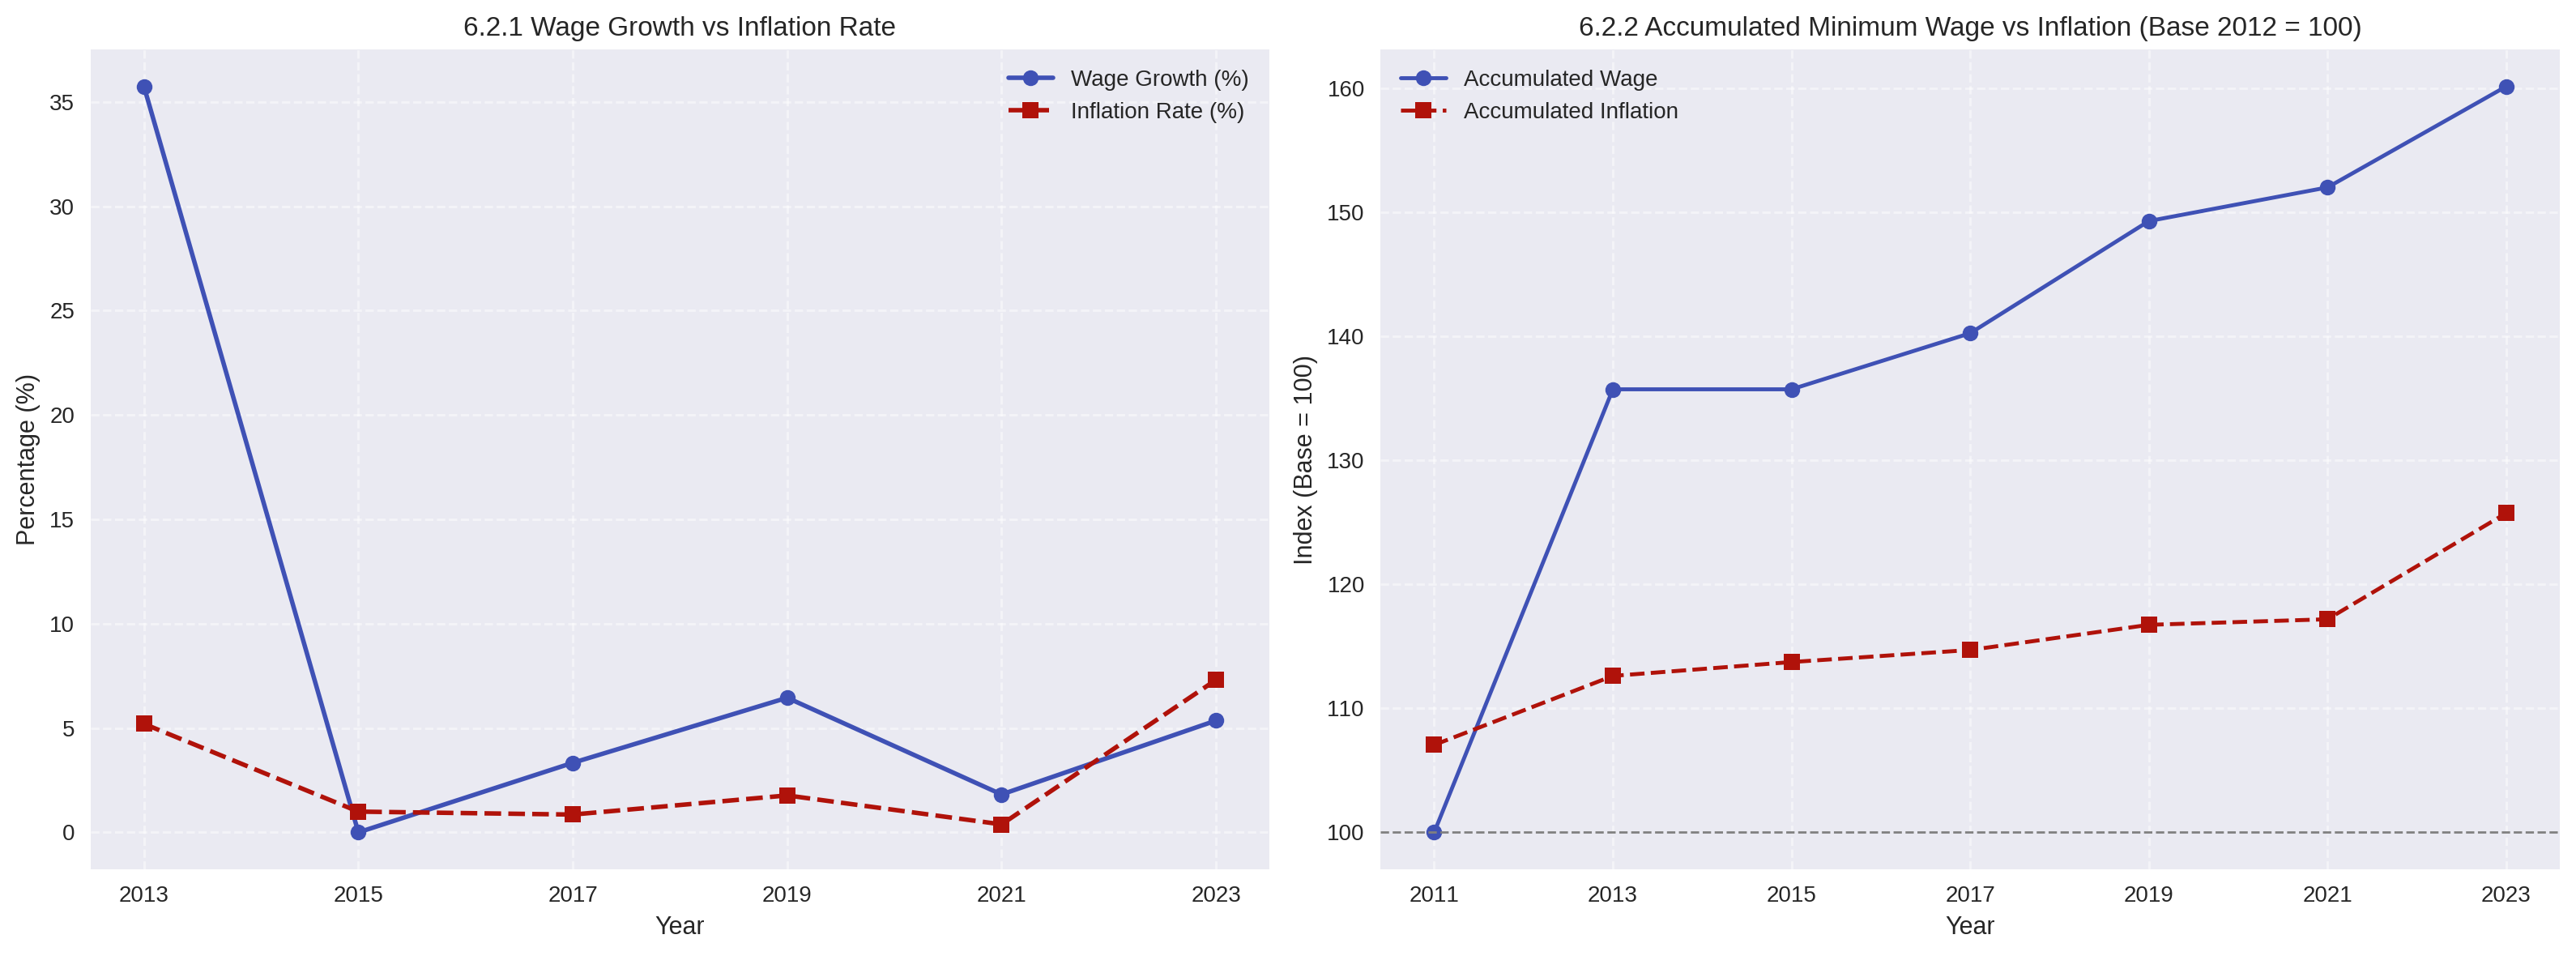 6.2.1 Wage Growth vs Inflation Rate
Wage Growth (%)
Inflation Rate (%)
Percentage (%)
35
30
25
20
15
10
5
0
2013 2015 2017 2019 2021 2023
Year
6.2.2 Accumulated Minimum Wage vs Inflation (Base 2012 = 100)
Accumulated Wage
Accumulated Inflation
Index (Base = 100)
160
150
140
130
120
110
100
2011 2013 2015 2017 2019 2021 2023
Year